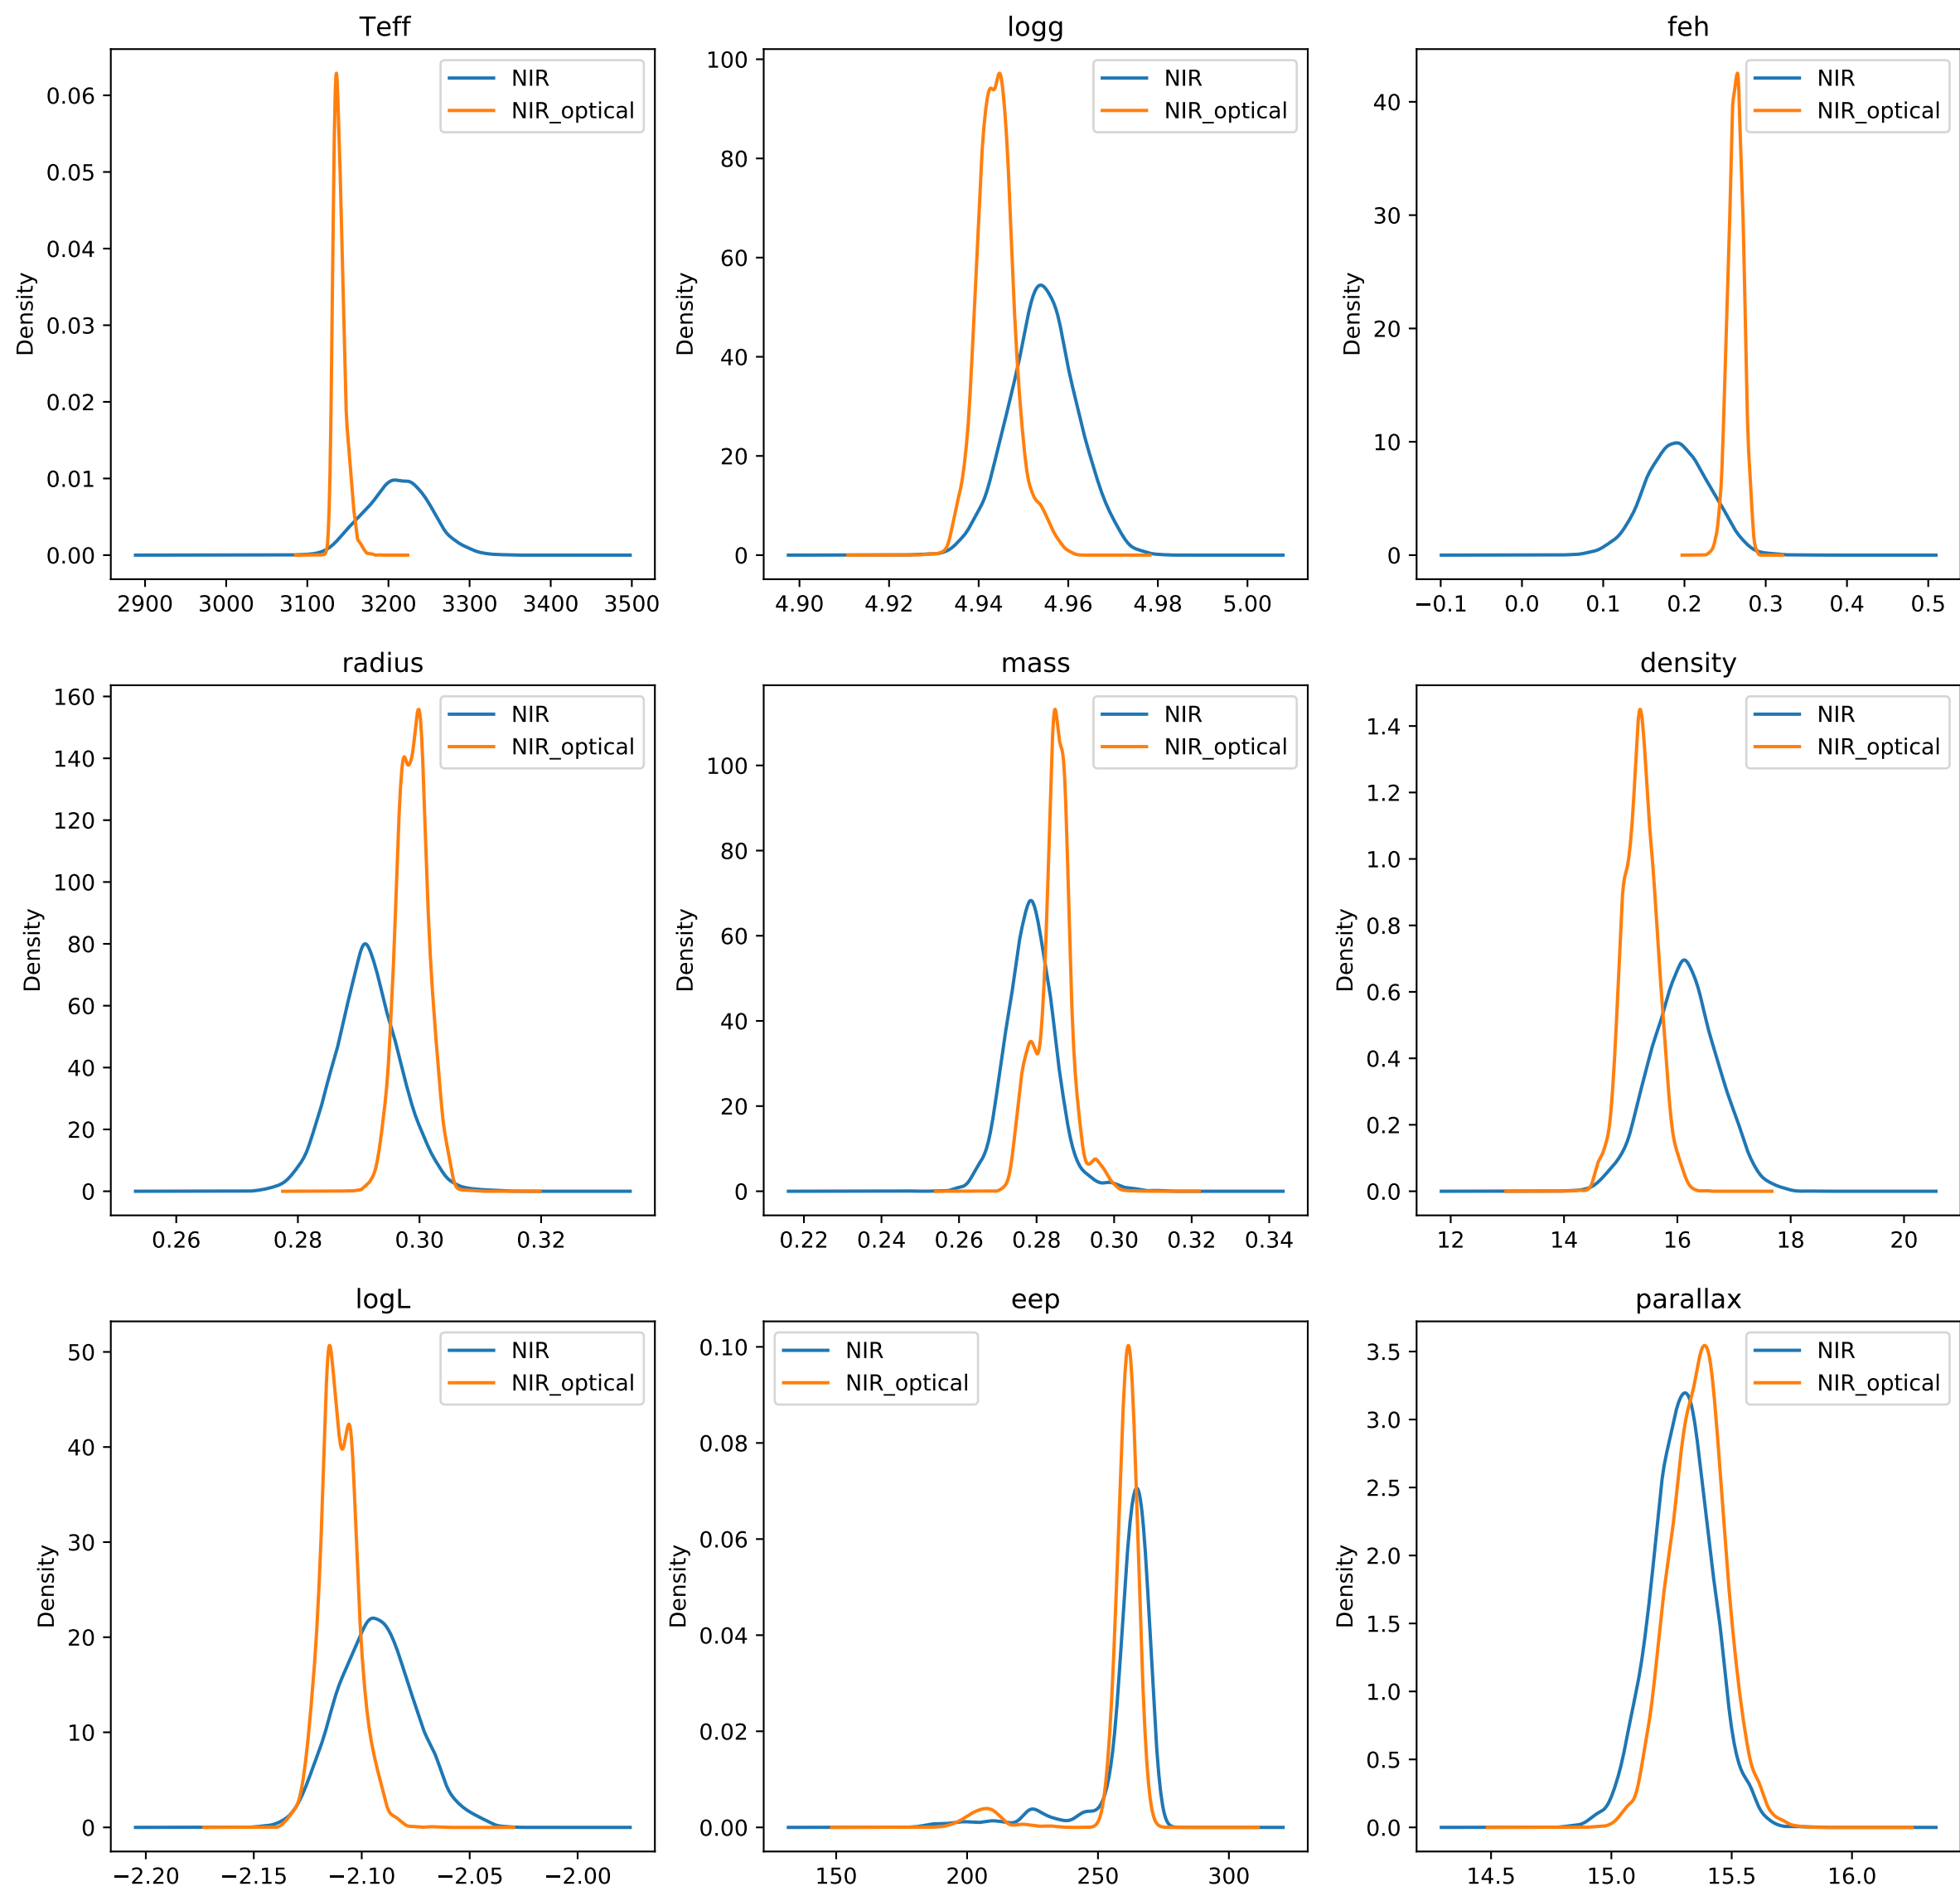 Teff
NIR
NIR_optical
Density
0.06
0.05
0.04
0.03
0.02
0.01
0.00
2900 3000 3100 3200 3300 3400 3500
logg
NIR
NIR_optical
Density
100
80
60
40
20
0
4.90 4.92 4.94 4.96 4.98 5.00
feh
NIR
NIR_optical
Density
40
30
20
10
0
−0.1 0.0 0.1 0.2 0.3 0.4 0.5
radius
NIR
NIR_optical
Density
160
140
120
100
80
60
40
20
0
0.26 0.28 0.30 0.32
mass
NIR
NIR_optical
Density
100
80
60
40
20
0
0.22 0.24 0.26 0.28 0.30 0.32 0.34
density
NIR
NIR_optical
Density
1.4
1.2
1.0
0.8
0.6
0.4
0.2
0.0
12 14 16 18 20
logL
NIR
NIR_optical
Density
50
40
30
20
10
0
−2.20 −2.15 −2.10 −2.05 −2.00
eep
NIR
NIR_optical
Density
0.10
0.08
0.06
0.04
0.02
0.00
150 200 250 300
parallax
NIR
NIR_optical
Density
3.5
3.0
2.5
2.0
1.5
1.0
0.5
0.0
14.5 15.0 15.5 16.0